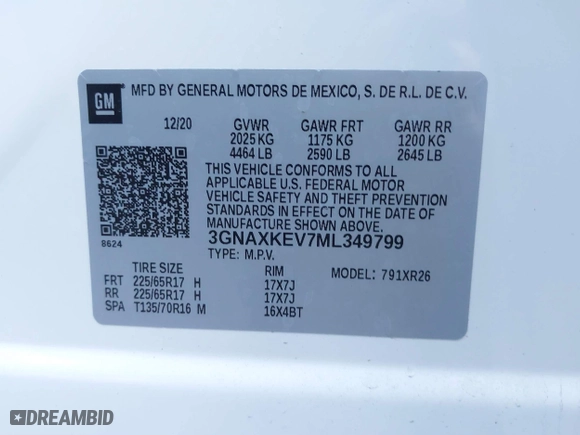 GM
MFD BY GENERAL MOTORS DE MEXICO, S. DE R.L. DE C.V.
12/20 GVWR GAWR FRT GAWR RR
2025 KG 1175 KG 1200 KG
4464 LB 2590 LB 2645 LB
THIS VEHICLE CONFORMS TO ALL
APPLICABLE U.S. FEDERAL MOTOR
VEHICLE SAFETY AND THEFT PREVENTION
STANDARDS IN EFFECT ON THE DATE
OF MANUFACTURE SHOWN ABOVE.
8624 3GNAXKEV7ML349799
TYPE: M.P.V.
TIRE SIZE RIM MODEL: 791XR26
FRT 225/65R17 H 17X7J
RR 225/65R17 H 17X7J
SPA T135/70R16 M 16X4BT
DREAMBID